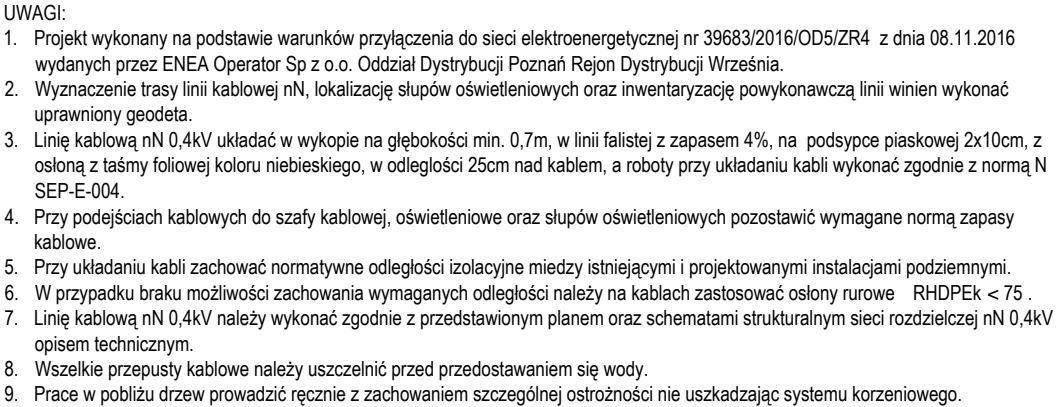 UWAGI:
1. Projekt wykonany na podstawie warunków przyłączenia do sieci elektroenergetycznej nr 39683/2016/OD5/ZR4 z dnia 08.11.2016
wydanych przez ENEA Operator Sp z o.o. Oddział Dystrybucji Poznań Rejon Dystrybucji Września.
2. Wyznaczenie trasy linii kablowej nN, lokalizację słupów oświetleniowych oraz inwentaryzację powykonawczą linii winien wykonać
uprawniony geodeta.
3. Linię kablową nN 0,4kV układać w wykopie na głębokości min. 0,7m, w linii falistej z zapasem 4%, na podsypce piaskowej 2x10cm, z
osłoną z taśmy foliowej koloru niebieskiego, w odległości 25cm nad kablem, a roboty przy układaniu kabli wykonać zgodnie z normą N
SEP-E-004.
4. Przy podejściach kablowych do szafy kablowej, oświetleniowe oraz słupów oświetleniowych pozostawić wymagane normą zapasy
kablowe.
5. Przy układaniu kabli zachować normatywne odległości izolacyjne miedzy istniejącymi i projektowanymi instalacjami podziemnymi.
6. W przypadku braku możliwości zachowania wymaganych odległości należy na kablach zastosować osłony rurowe RHDPEk < 75 .
7. Linię kablową nN 0,4kV należy wykonać zgodnie z przedstawionym planem oraz schematami strukturalnym sieci rozdzielczej nN 0,4kV
opisem technicznym.
8. Wszelkie przepusty kablowe należy uszczelnić przed przedostawaniem się wody.
9. Prace w pobliżu drzew prowadzić ręcznie z zachowaniem szczególnej ostrożności nie uszkadzając systemu korzeniowego.